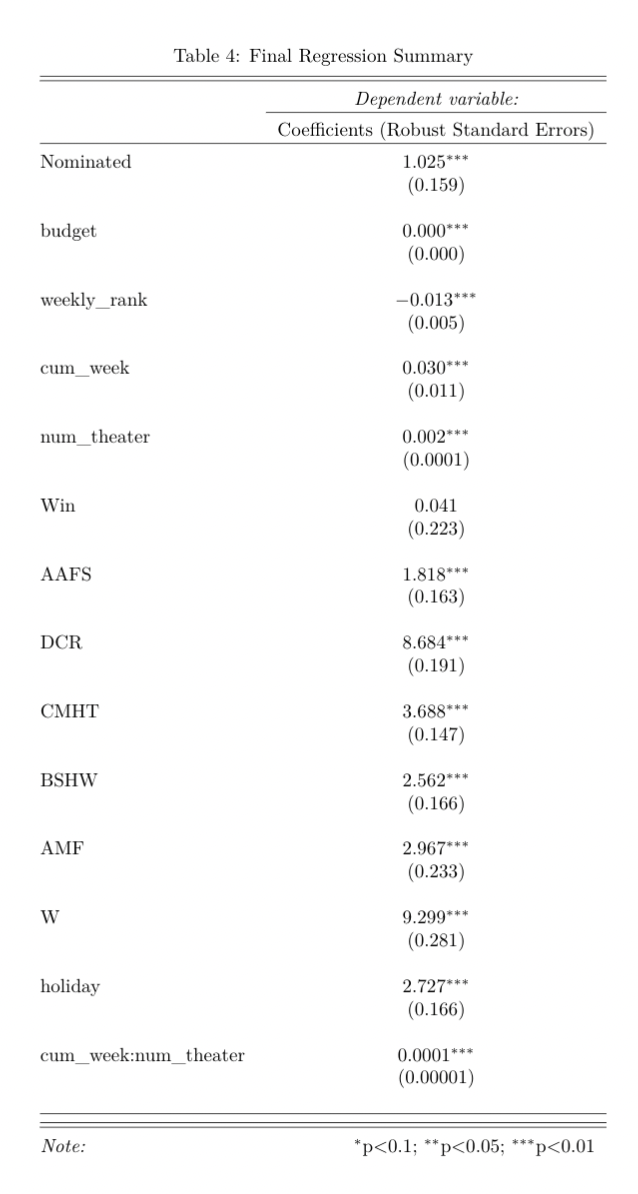 Table 4: Final Regression Summary
Dependent variable:
Coefficients (Robust Standard Errors)
Nominated 1.025***
(0.159)
budget 0.000***
(0.000)
weekly_rank −0.013***
(0.005)
cum_week 0.030***
(0.011)
num_theater 0.002***
(0.0001)
Win 0.041
(0.223)
AAFS 1.818***
(0.163)
DCR 8.684***
(0.191)
CMHT 3.688***
(0.147)
BSHW 2.562***
(0.166)
AMF 2.967***
(0.233)
W 9.299***
(0.281)
holiday 2.727***
(0.166)
cum_week:num_theater 0.0001***
(0.00001)
Note: *p<0.1; **p<0.05; ***p<0.01